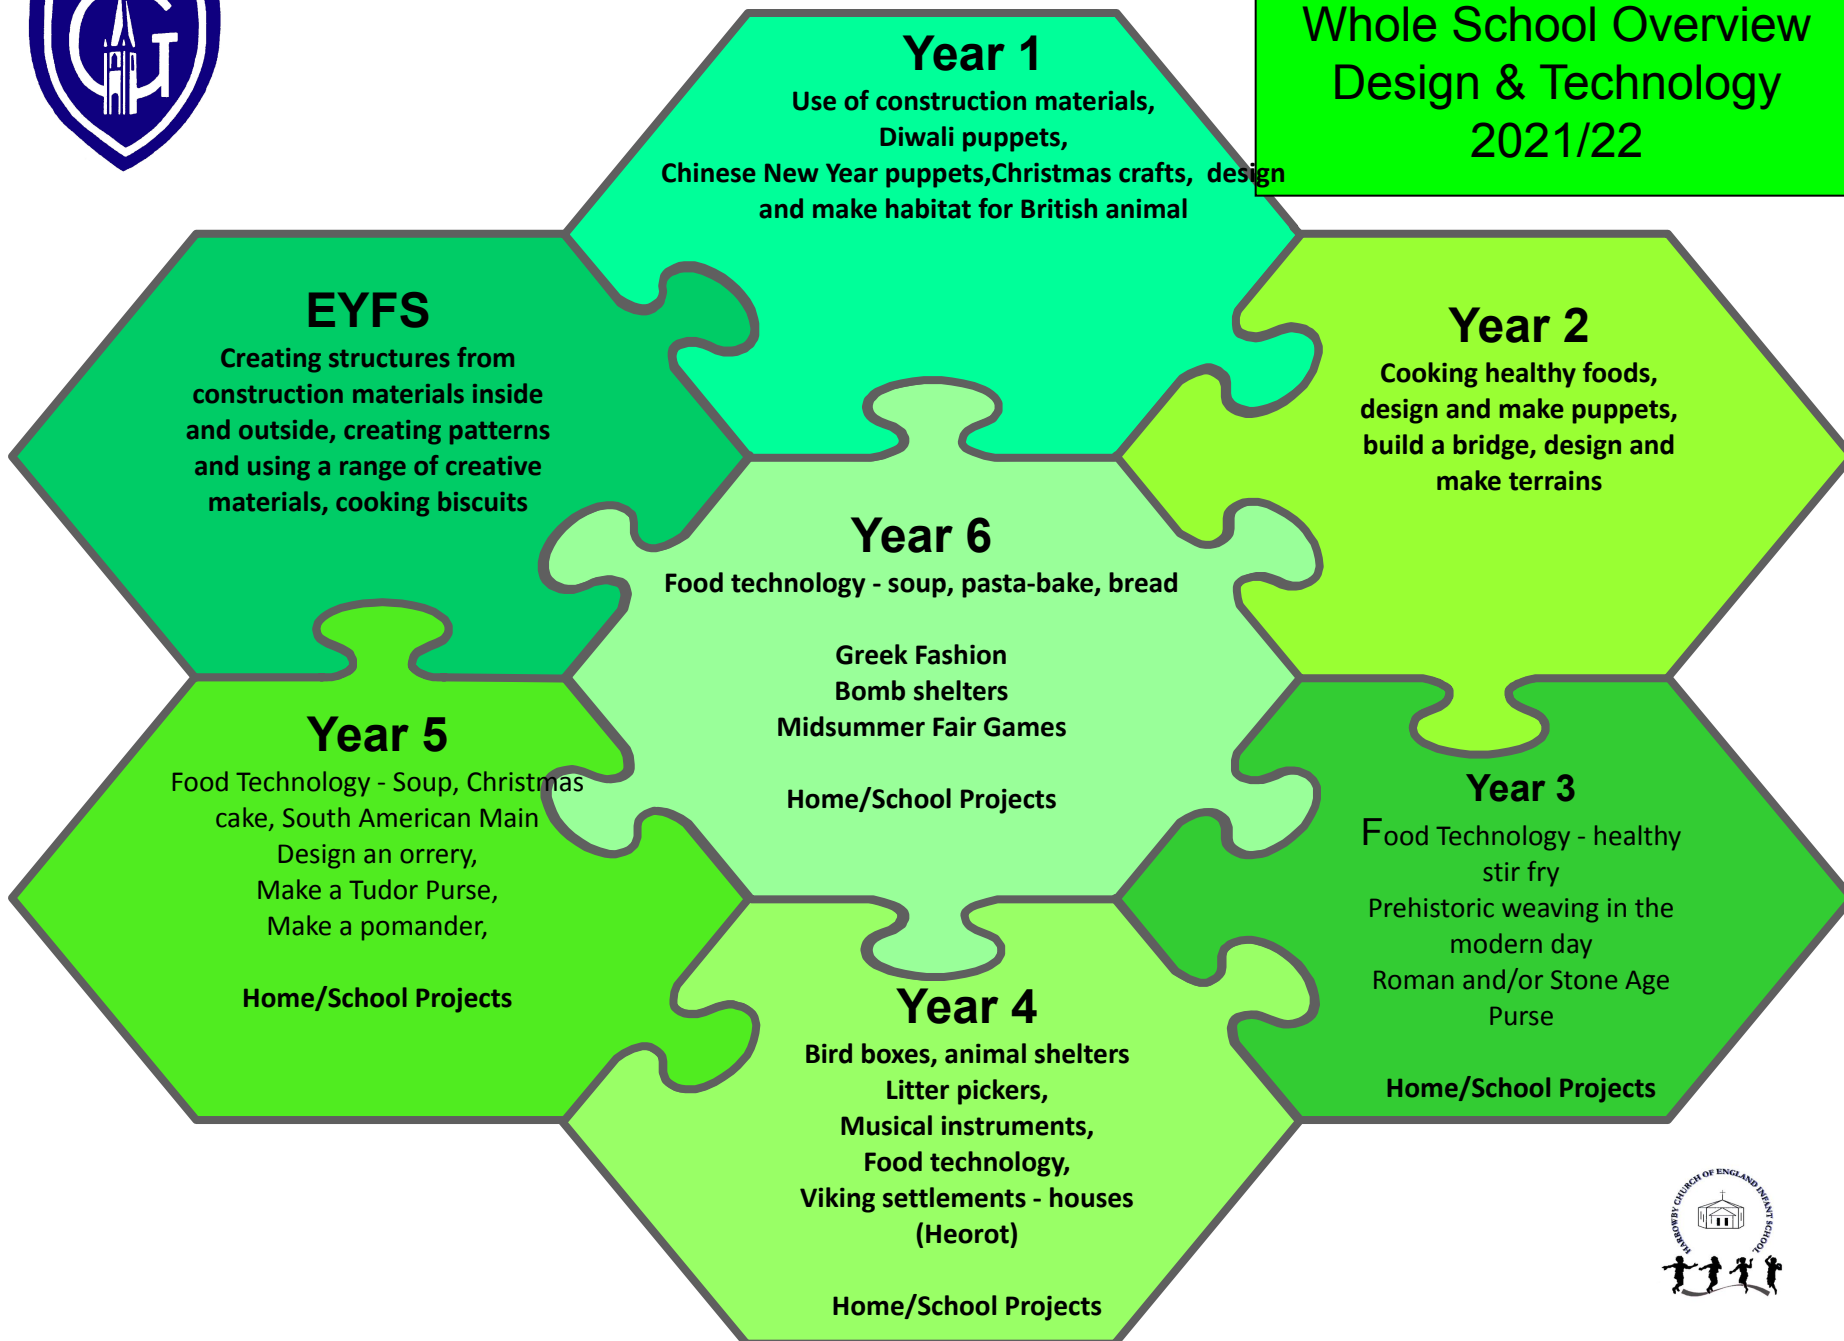 Whole School Overview
Design & Technology
2021/22
Year 1
Use of construction materials,
Diwali puppets,
Chinese New Year puppets,Christmas crafts,  design
and make habitat for British animal
EYFS
Creating structures from
construction materials inside
and outside, creating patterns
and using a range of creative
materials, cooking biscuits
Year 2
Cooking healthy foods,
design and make puppets,
build a bridge, design and
make terrains
Year 6
Food technology - soup, pasta-bake, bread
Greek Fashion
Bomb shelters
Midsummer Fair Games
Home/School Projects
Year 5
Food Technology - Soup, Christmas
cake, South American Main
Design an orrery,
Make a Tudor Purse,
Make a pomander,
Home/School Projects
Year 3
Food Technology - healthy
stir fry
Prehistoric weaving in the
modern day
Roman and/or Stone Age
Purse
Home/School Projects
Year 4
Bird boxes, animal shelters
Litter pickers,
Musical instruments,
Food technology,
Viking settlements - houses
(Heorot)
Home/School Projects
HARROWBY CHURCH OF ENGLAND INFANT SCHOOL